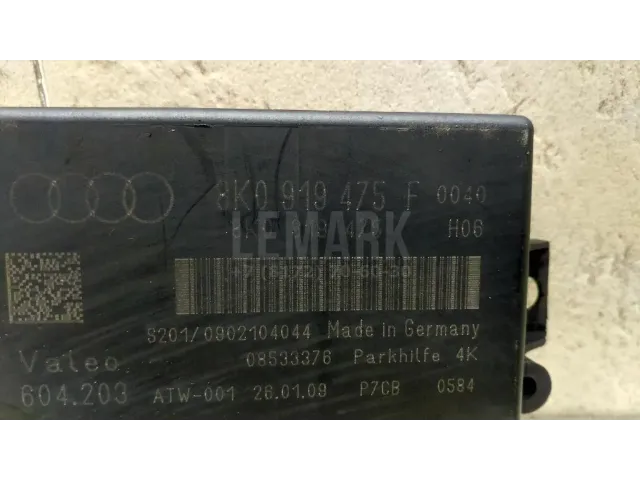 8K0 919 475 F 0040
H06
LEMARK
S201/0902104044 Made in Germany
Valeo 08533376 Parkhilfe 4K
604.203 ATW-001 26.01.09 P7CB 0584